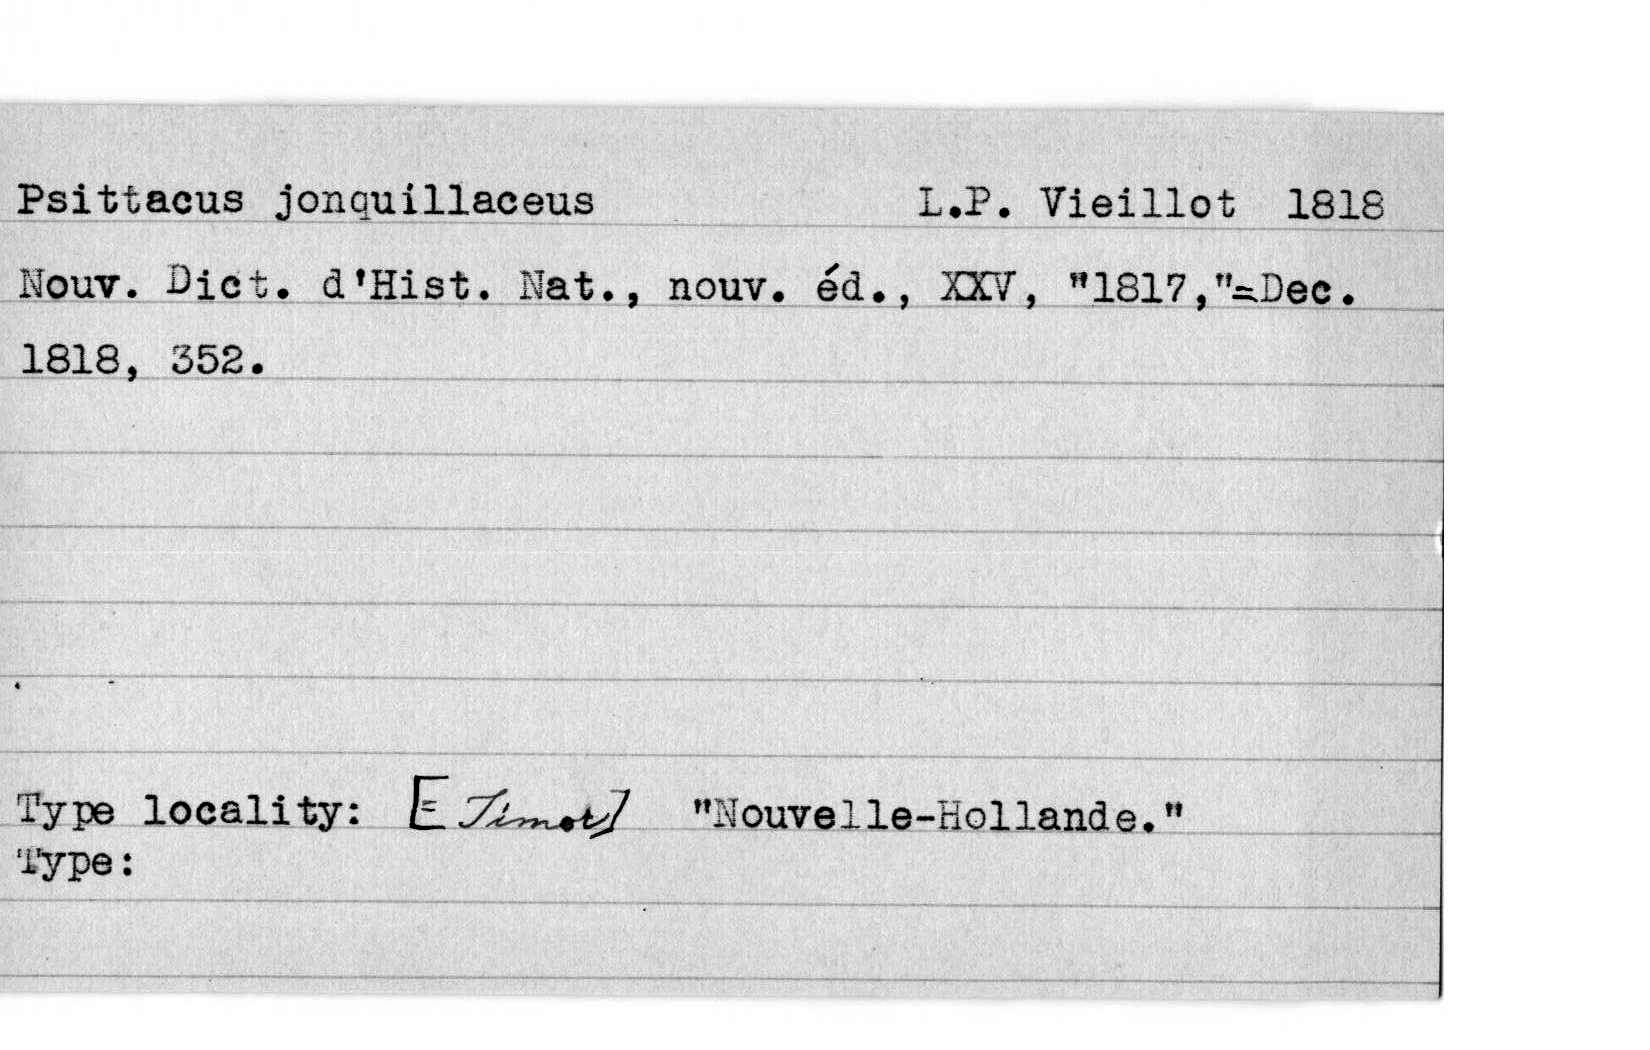 Psittacus jonquillaceus L.P. Vieillot 1818
Nouv. Dict. d'Hist. Nat., nouv. éd., XXV, "1817,"=Dec.
1818, 352.
Type locality: [= Timor] "Nouvelle-Hollande."
Type: